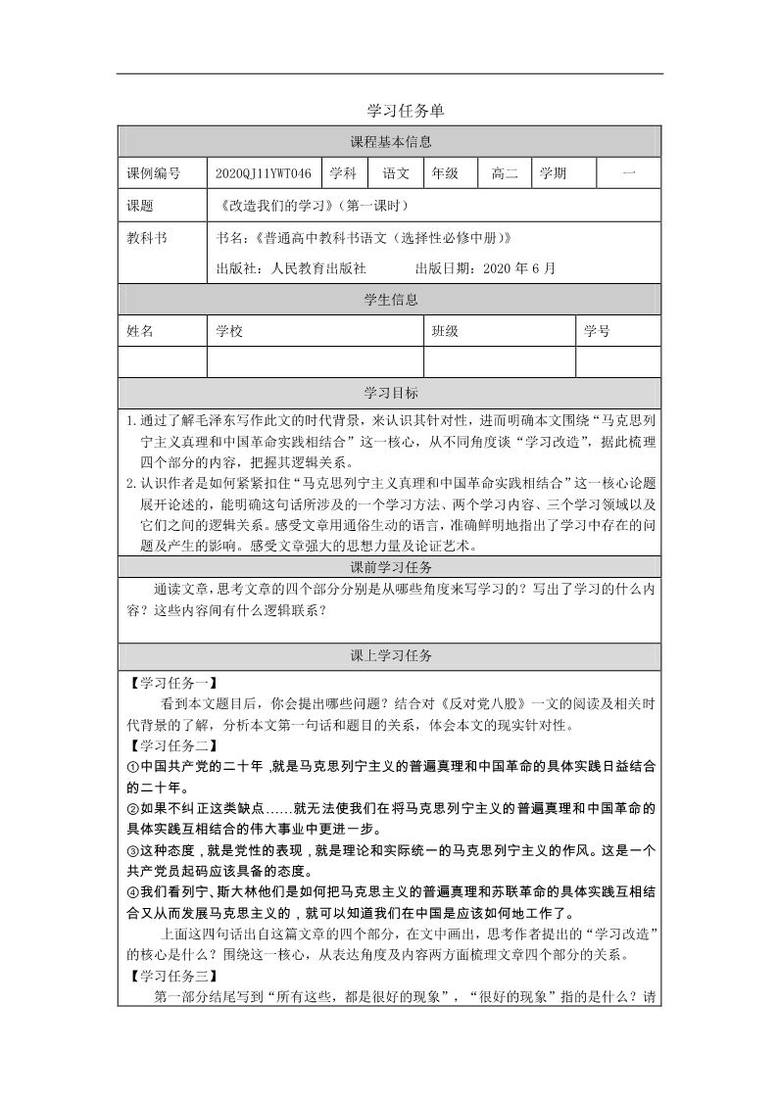 学习任务单
课程基本信息
课例编号 2020QJ11YWT046 学科 语文 年级 高二 学期 一
课题 《改造我们的学习》（第一课时）
教科书 书名：《普通高中教科书语文（选择性必修中册）》
出版社：人民教育出版社 出版日期：2020 年 6 月
学生信息
姓名 学校 班级 学号
学习目标
1. 通过了解毛泽东写作此文的时代背景，来认识其针对性，进而明确本文围绕“马克思列
宁主义真理和中国革命实践相结合”这一核心，从不同角度谈“学习改造”，据此梳理
四个部分的内容，把握其逻辑关系。
2. 认识作者是如何紧紧扣住“马克思列宁主义真理和中国革命实践相结合”这一核心论题
展开论述的，能明确这句话所涉及的一个学习方法、两个学习内容、三个学习领域以及
它们之间的逻辑关系。感受文章用通俗生动的语言，准确鲜明地指出了学习中存在的问
题及产生的影响。感受文章强大的思想力量及论证艺术。
课前学习任务
通读文章，思考文章的四个部分分别是从哪些角度来写学习的？写出了学习的什么内
容？这些内容间有什么逻辑联系？
课上学习任务
【学习任务一】
看到本文题目后，你会提出哪些问题？结合对《反对党八股》一文的阅读及相关时
代背景的了解，分析本文第一句话和题目的关系，体会本文的现实针对性。
【学习任务二】
①中国共产党的二十年，就是马克思列宁主义的普遍真理和中国革命的具体实践日益结合
的二十年。
②如果不纠正这类缺点……就无法使我们在将马克思列宁主义的普遍真理和中国革命的
具体实践互相结合的伟大事业中更进一步。
③这种态度，就是党性的表现，就是理论和实际统一的马克思列宁主义的作风。这是一个
共产党员起码应该具备的态度。
④我们看列宁、斯大林他们是如何把马克思主义的普遍真理和苏联革命的具体实践互相结
合又从而发展马克思主义的，就可以知道我们在中国是应该如何地工作了。
上面这四句话出自这篇文章的四个部分，在文中画出，思考作者提出的“学习改造”
的核心是什么？围绕这一核心，从表达角度及内容两方面梳理文章四个部分的关系。
【学习任务三】
第一部分结尾写到“所有这些，都是很好的现象”，“很好的现象”指的是什么？请